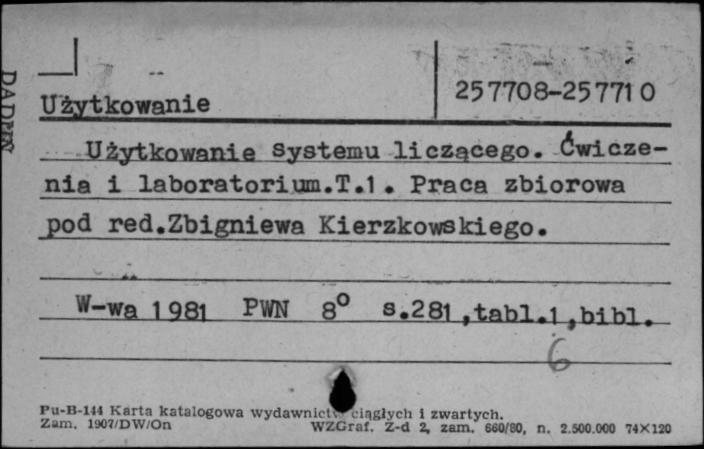 257708-257710
Użytkowanie
Użytkowanie systemu liczącego. Ćwicze-
nia i laboratorium.T.1. Praca zbiorowa
pod red.Zbigniewa Kierzkowskiego.
W-wa 1981 PWN 8° s.281,tabl.1,bibl.
6
Pu-B-144 Karta katalogowa wydawnictw ciągłych i zwartych.
Zam. 1907/DW/On WZGraf. Z-d 2, zam. 660/80, n. 2.500.000 74×120